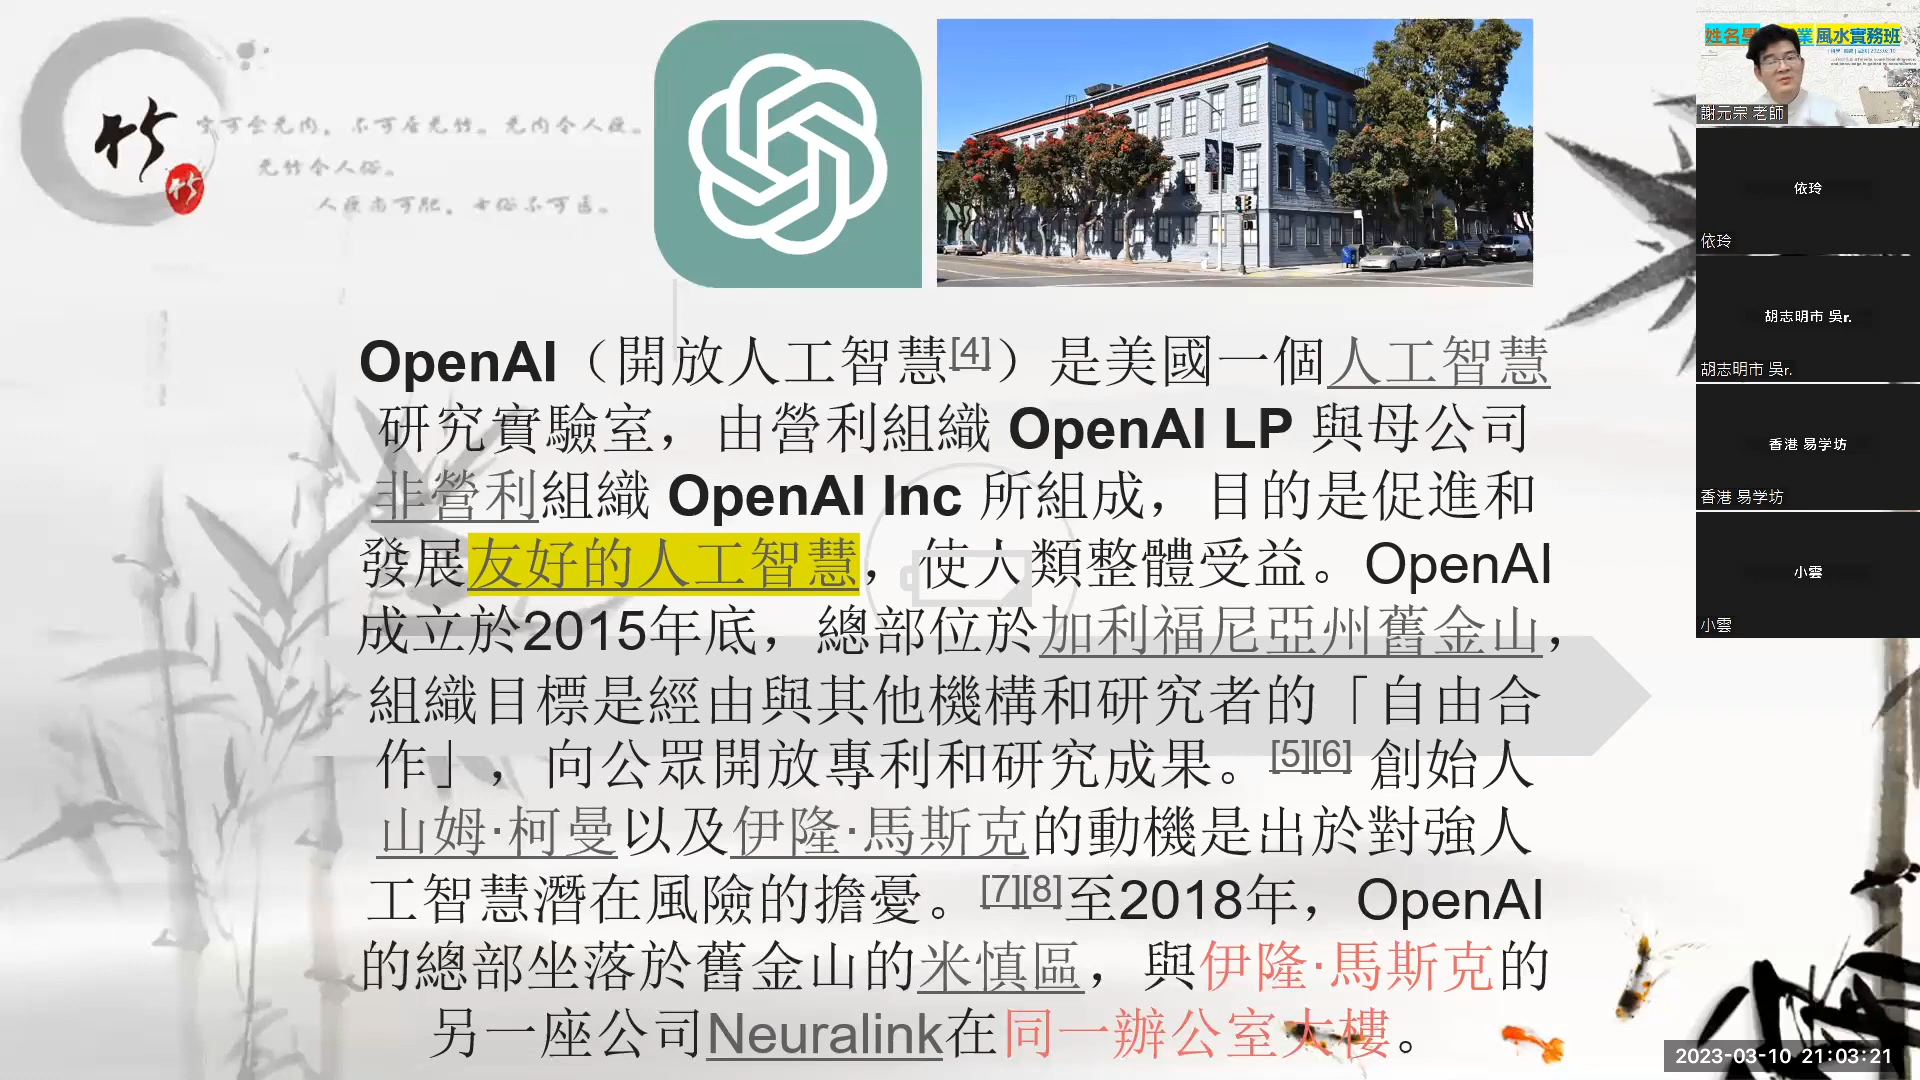 竹
竹
OpenAI（開放人工智慧[4]）是美國一個人工智慧
研究實驗室，由營利組織 OpenAI LP 與母公司
非營利組織 OpenAI Inc 所組成，目的是促進和
發展友好的人工智慧，使人類整體受益。OpenAI
成立於2015年底，總部位於加利福尼亞州舊金山，
組織目標是經由與其他機構和研究者的「自由合
作」，向公眾開放專利和研究成果。[5][6] 創始人
山姆·柯曼以及伊隆·馬斯克的動機是出於對強人
工智慧潛在風險的擔憂。[7][8]至2018年，OpenAI
的總部坐落於舊金山的米慎區，與伊隆·馬斯克的
另一座公司Neuralink在同一辦公室大樓。
姓名學 業 風水實務班
謝元宗 老師
依玲
依玲
胡志明市 吳r.
胡志明市 吳r.
香港 易学坊
香港 易学坊
小雲
小雲
2023-03-10 21:03:21